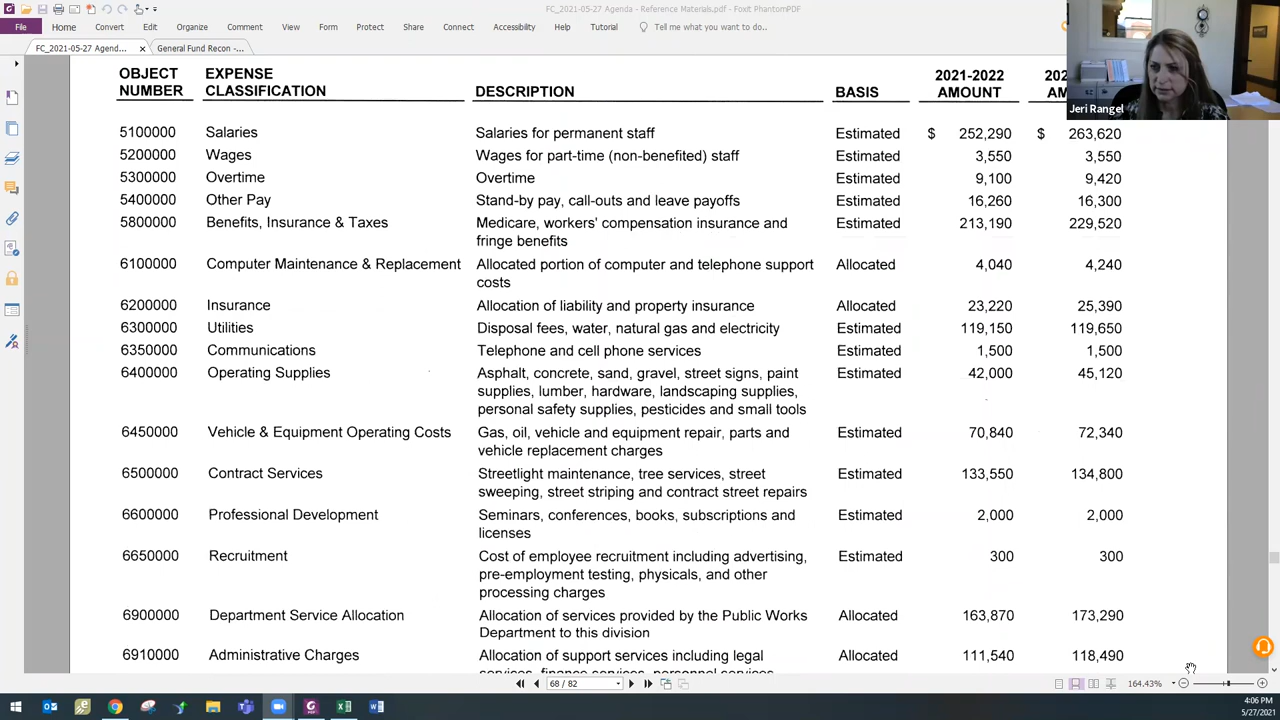 FC_2021-05-27 Agenda - Reference Materials.pdf - Foxit PhantomPDF
File Home Convert Edit Organize Comment View Form Protect Share Connect Help Accessibility Tutorial Tell me what you want to do..
FC_2021-05-27 Agend... General Fund Recon -...
Jeri Rangel
OBJECT NUMBER EXPENSE CLASSIFICATION DESCRIPTION BASIS 2021-2022 AMOUNT
5100000 Salaries Salaries for permanent staff Estimated $ 252,290 $ 263,620
5200000 Wages Wages for part-time (non-benefited) staff Estimated 3,550 3,550
5300000 Overtime Overtime Estimated 9,100 9,420
5400000 Other Pay Stand-by pay, call-outs and leave payoffs Estimated 16,260 16,300
5800000 Benefits, Insurance & Taxes Medicare, workers' compensation insurance and Estimated 213,190 229,520
fringe benefits
6100000 Computer Maintenance & Replacement Allocated portion of computer and telephone support Allocated 4,040 4,240
costs
6200000 Insurance Allocation of liability and property insurance Allocated 23,220 25,390
6300000 Utilities Disposal fees, water, natural gas and electricity Estimated 119,150 119,650
6350000 Communications Telephone and cell phone services Estimated 1,500 1,500
6400000 Operating Supplies Asphalt, concrete, sand, gravel, street signs, paint Estimated 42,000 45,120
supplies, lumber, hardware, landscaping supplies,
personal safety supplies, pesticides and small tools
6450000 Vehicle & Equipment Operating Costs Gas, oil, vehicle and equipment repair, parts and Estimated 70,840 72,340
vehicle replacement charges
6500000 Contract Services Streetlight maintenance, tree services, street Estimated 133,550 134,800
sweeping, street striping and contract street repairs
6600000 Professional Development Seminars, conferences, books, subscriptions and Estimated 2,000 2,000
licenses
6650000 Recruitment Cost of employee recruitment including advertising, Estimated 300 300
pre-employment testing, physicals, and other
processing charges
6900000 Department Service Allocation Allocation of services provided by the Public Works Allocated 163,870 173,290
Department to this division
6910000 Administrative Charges Allocation of support services including legal Allocated 111,540 118,490
68 / 82 164.43%
4:06 PM
5/27/2021